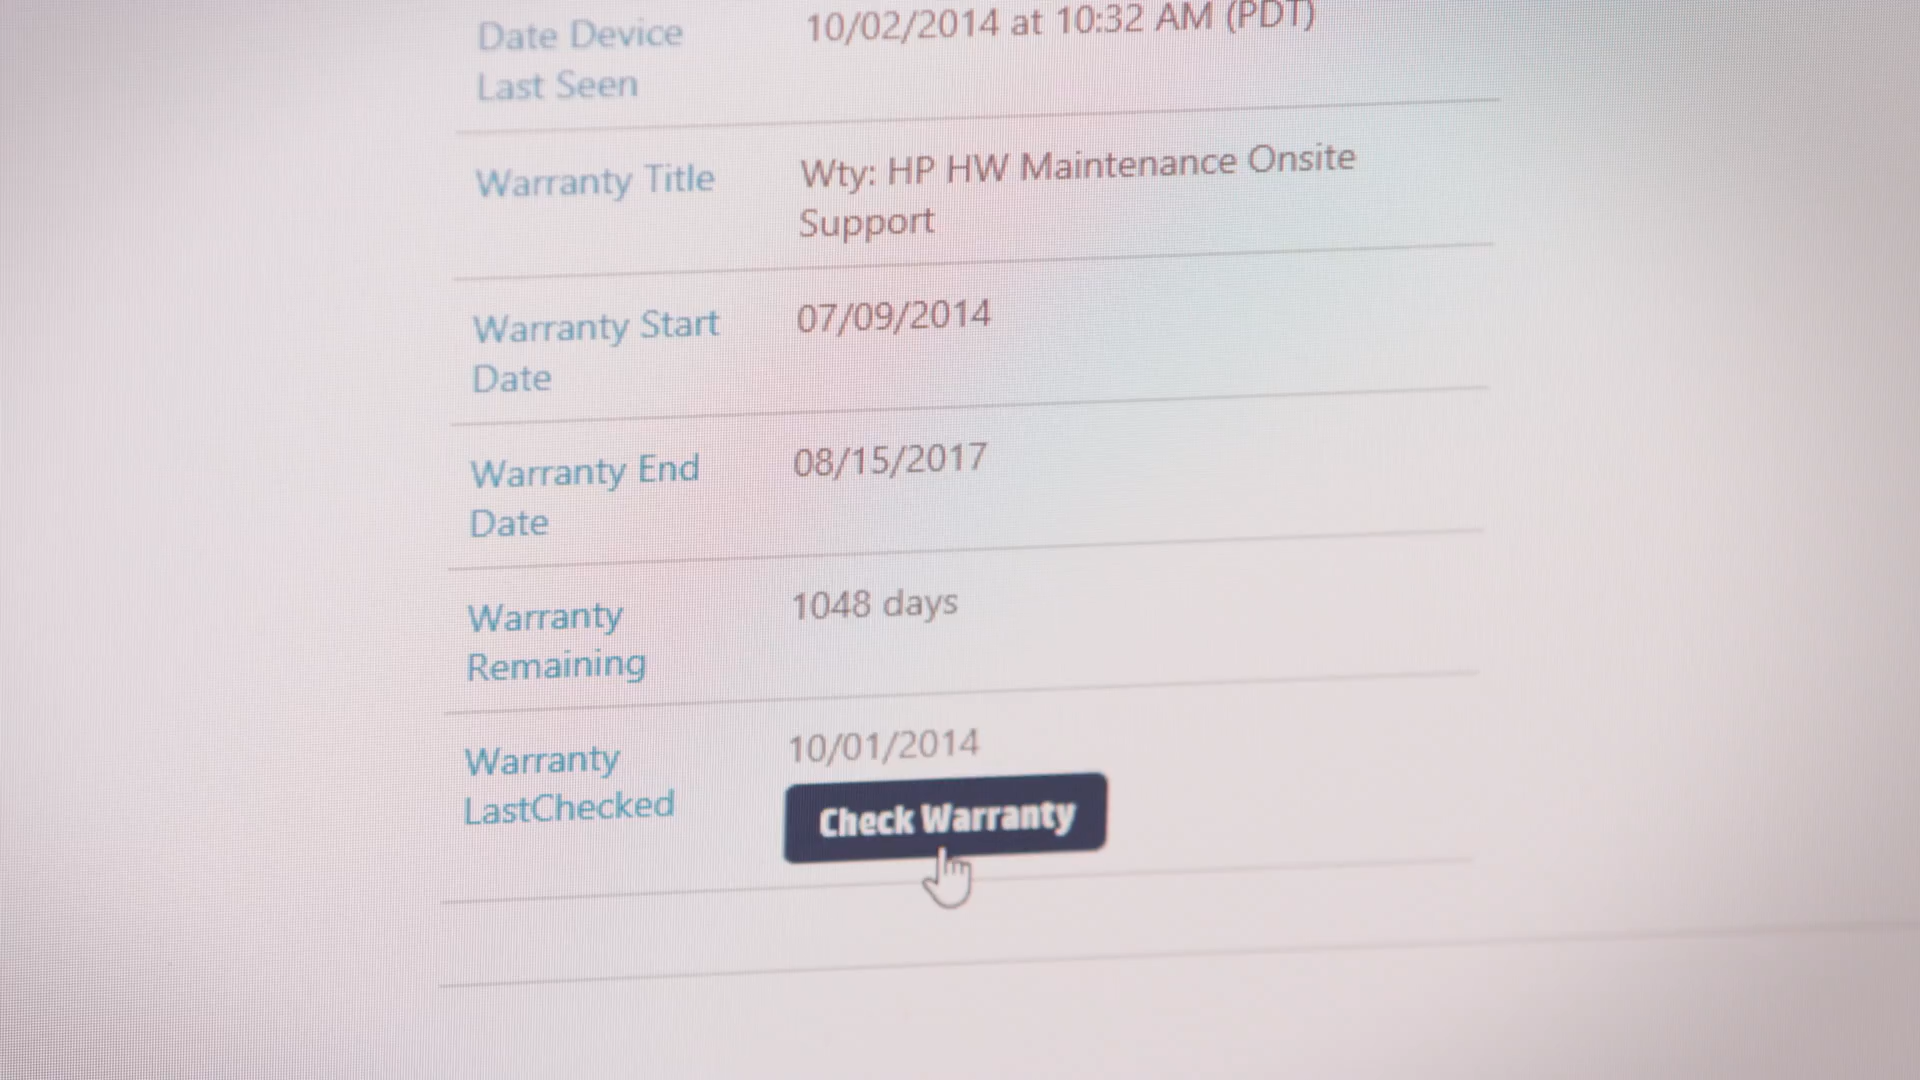 Date Device
Last Seen
10/02/2014 at 10:32 AM (PDT)
Warranty Title
Wty: HP HW Maintenance Onsite
Support
Warranty Start
Date
07/09/2014
Warranty End
Date
08/15/2017
Warranty
Remaining
1048 days
Warranty
LastChecked
10/01/2014
Check Warranty